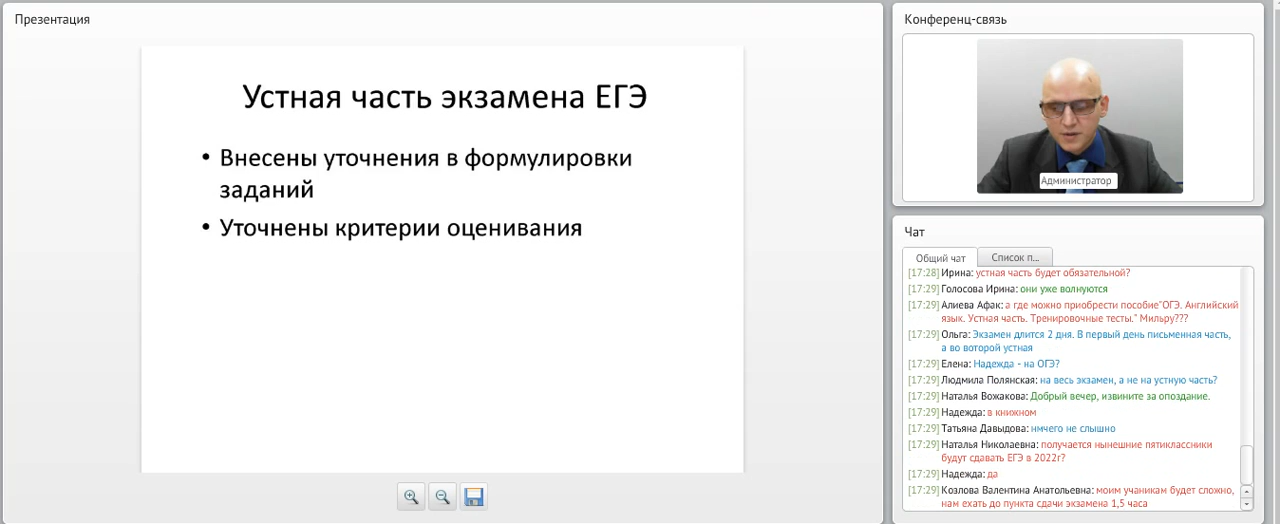 Презентация
Устная часть экзамена ЕГЭ
• Внесены уточнения в формулировки
заданий
• Уточнены критерии оценивания
Конференц-связь
Администратор
Чат
Общий чат
Список п...
[17:28] Ирина: устная часть будет обязательной?
[17:29] Голосова Ирина: они уже волнуются
[17:29] Алиева Афак: а где можно приобрести пособие"ОГЭ. Английский
язык. Устная часть. Тренировочные тесты." Мильру???
[17:29] Ольга: Экзамен длится 2 дня. В первый день письменная часть,
а во воторой устная
[17:29] Елена: Надежда - на ОГЭ?
[17:29] Людмила Полянская: на весь экзамен, а не на устную часть?
[17:29] Наталья Вожакова: Добрый вечер, извините за опоздание.
[17:29] Надежда: в книжном
[17:29] Татьяна Давыдова: нмчего не слышно
[17:29] Наталья Николаевна: получается нынешние пятиклассники
будут сдавать ЕГЭ в 2022г?
[17:29] Надежда: да
[17:29] Козлова Валентина Анатольевна: моим учаникам будет сложно,
нам ехать до пункта сдачи экзамена 1,5 часа